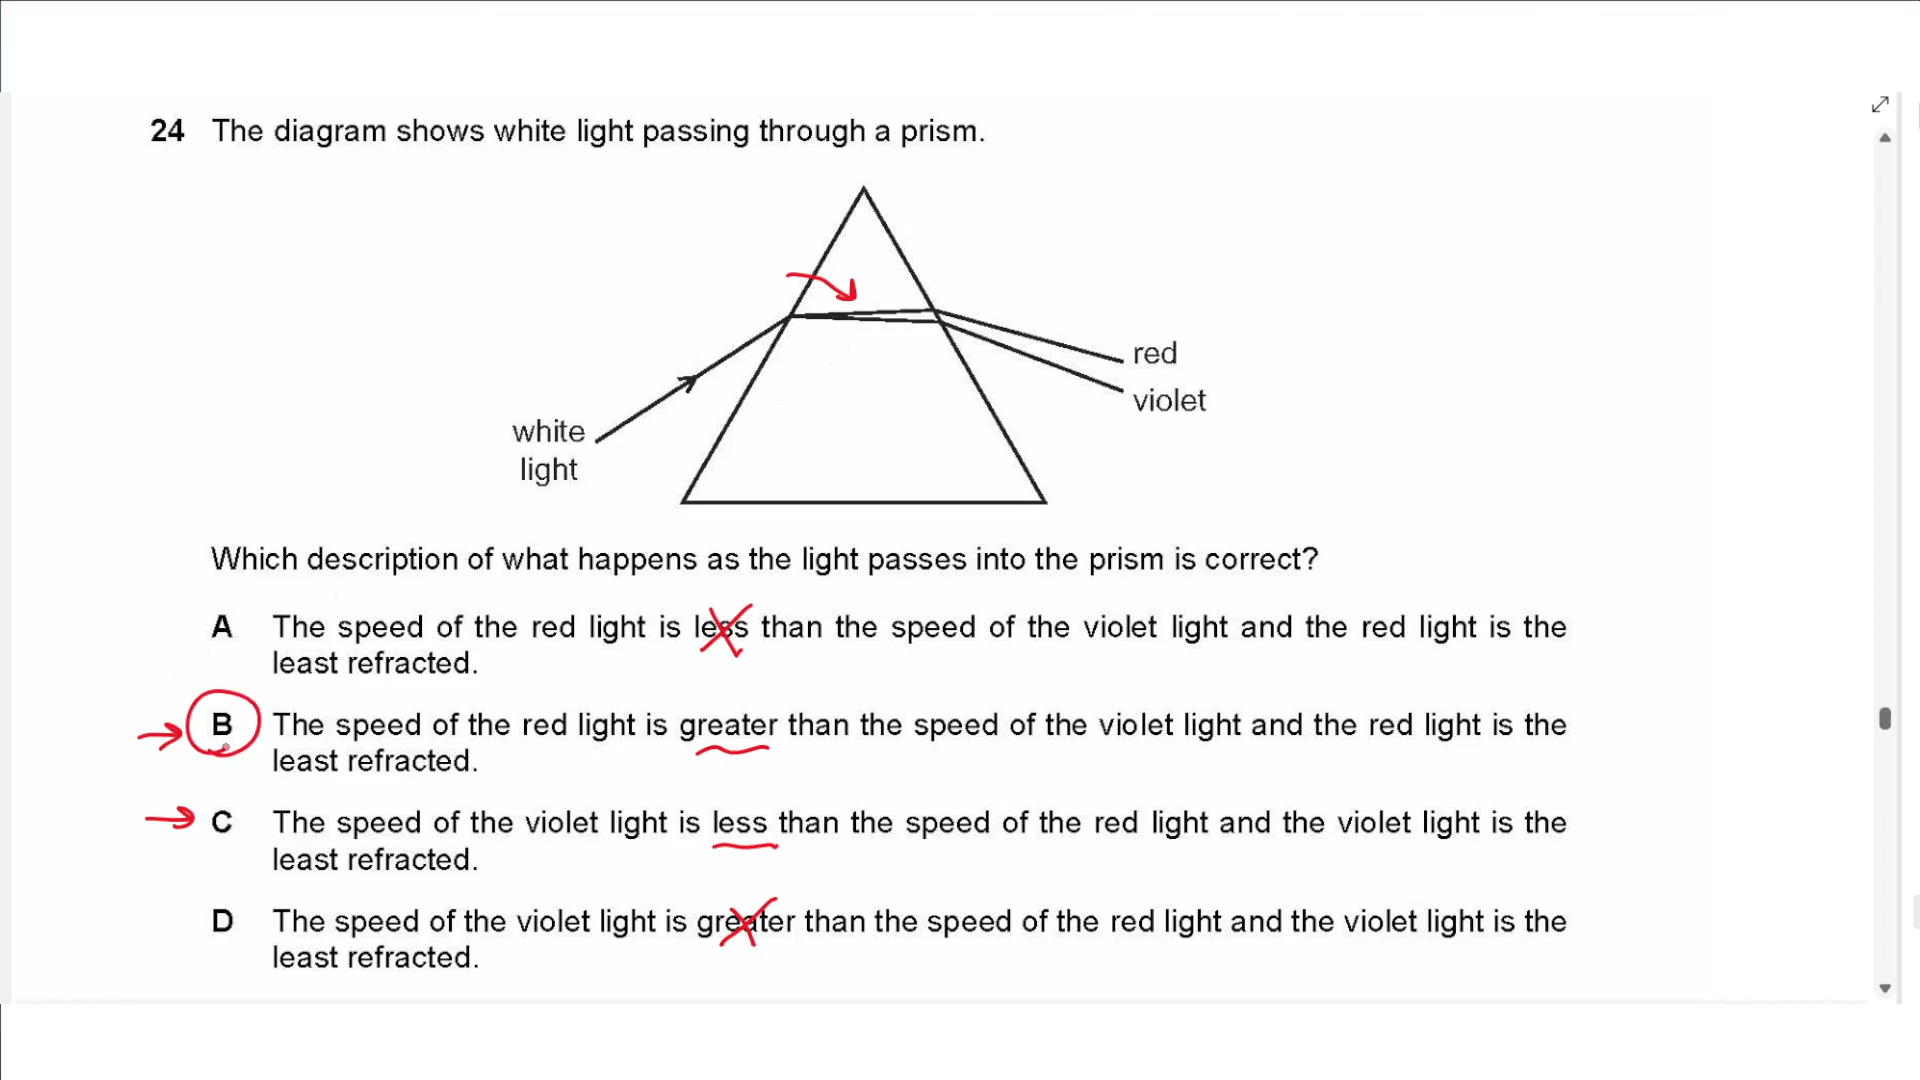 24 The diagram shows white light passing through a prism.
red
violet
white
light
Which description of what happens as the light passes into the prism is correct?
A The speed of the red light is less than the speed of the violet light and the red light is the
least refracted.
B The speed of the red light is greater than the speed of the violet light and the red light is the
least refracted.
C The speed of the violet light is less than the speed of the red light and the violet light is the
least refracted.
D The speed of the violet light is greater than the speed of the red light and the violet light is the
least refracted.